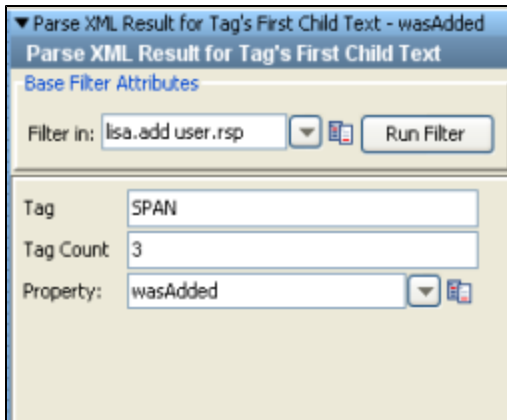 Parse XML Result for Tag's First Child Text - wasAdded
Parse XML Result for Tag's First Child Text
Base Filter Attributes
Filter in: lisa.add user.rsp Run Filter
Tag SPAN
Tag Count 3
Property: wasAdded